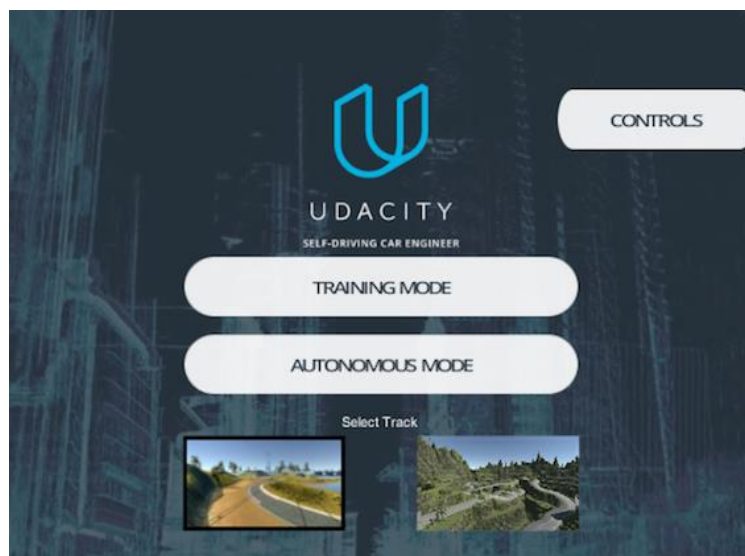 CONTROLS
UDACITY
SELF-DRIVING CAR ENGINEER
TRAINING MODE
AUTONOMOUS MODE
Select Track